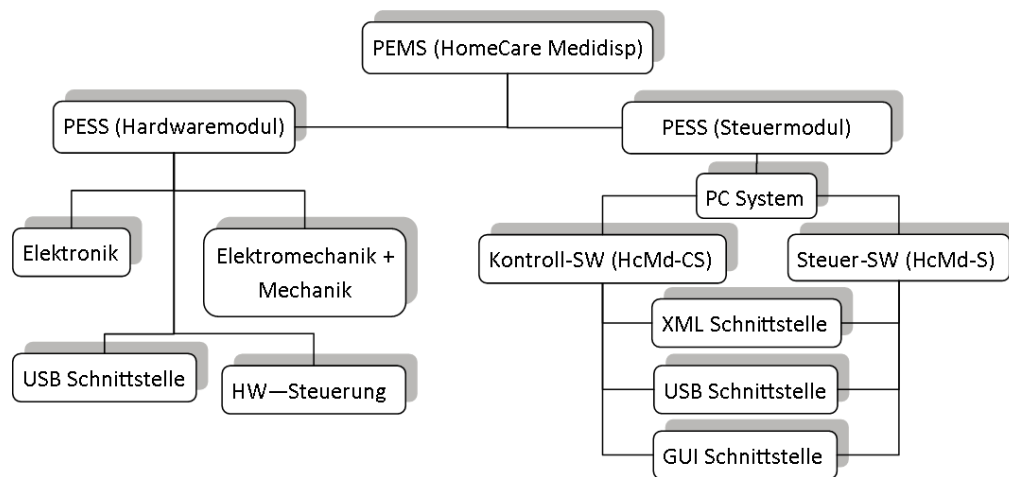 PEMS (HomeCare Medidisp)
PESS (Hardwaremodul)
PESS (Steuermodul)
PC System
Elektronik
Elektromechanik +
Mechanik
Kontroll-SW (HcMd-CS)
Steuer-SW (HcMd-S)
XML Schnittstelle
USB Schnittstelle
HW—Steuerung
USB Schnittstelle
GUI Schnittstelle